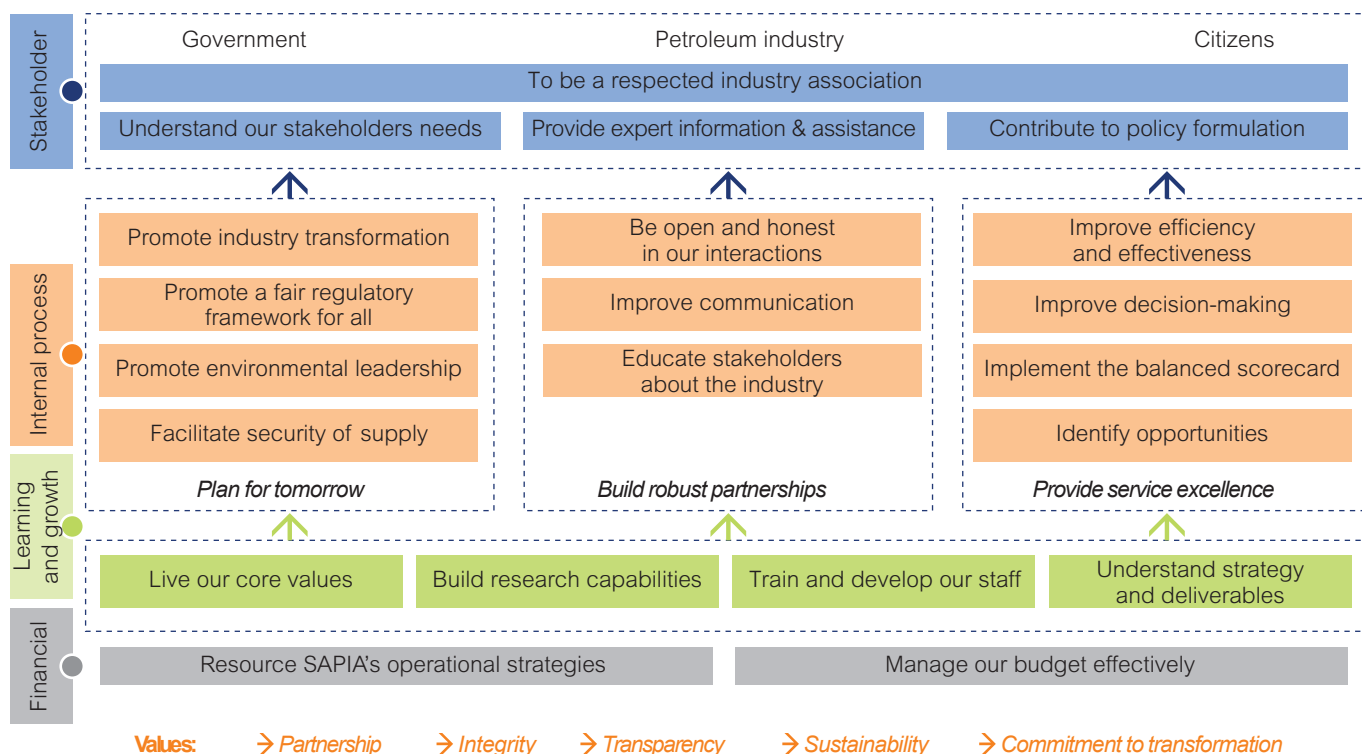 Stakeholder
Government
Petroleum industry
Citizens
To be a respected industry association
Understand our stakeholders needs
Provide expert information & assistance
Contribute to policy formulation
Internal process
Promote industry transformation
Promote a fair regulatory
framework for all
Promote environmental leadership
Facilitate security of supply
Plan for tomorrow
Be open and honest
in our interactions
Improve communication
Educate stakeholders
about the industry
Build robust partnerships
Improve efficiency
and effectiveness
Improve decision-making
Implement the balanced scorecard
Identify opportunities
Provide service excellence
Learning
and growth
Live our core values
Build research capabilities
Train and develop our staff
Understand strategy
and deliverables
Financial
Resource SAPIA's operational strategies
Manage our budget effectively
Values: → Partnership → Integrity → Transparency → Sustainability → Commitment to transformation